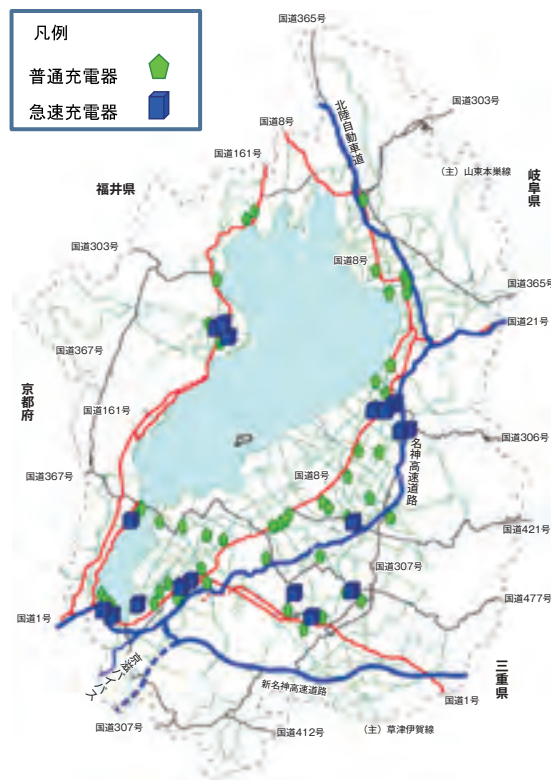 凡例
普通充電器
急速充電器
国道365号
国道8号
北陸自動車道
国道303号
国道161号
(主)山東本巣線
岐阜県
福井県
国道303号
国道8号
国道365号
国道21号
国道367号
京都府
国道161号
国道306号
名神高速道路
国道367号
国道8号
国道421号
国道307号
国道477号
国道1号
三重県
京滋バイパス
新名神高速道路
国道1号
国道307号
国道412号
(主)草津伊賀線